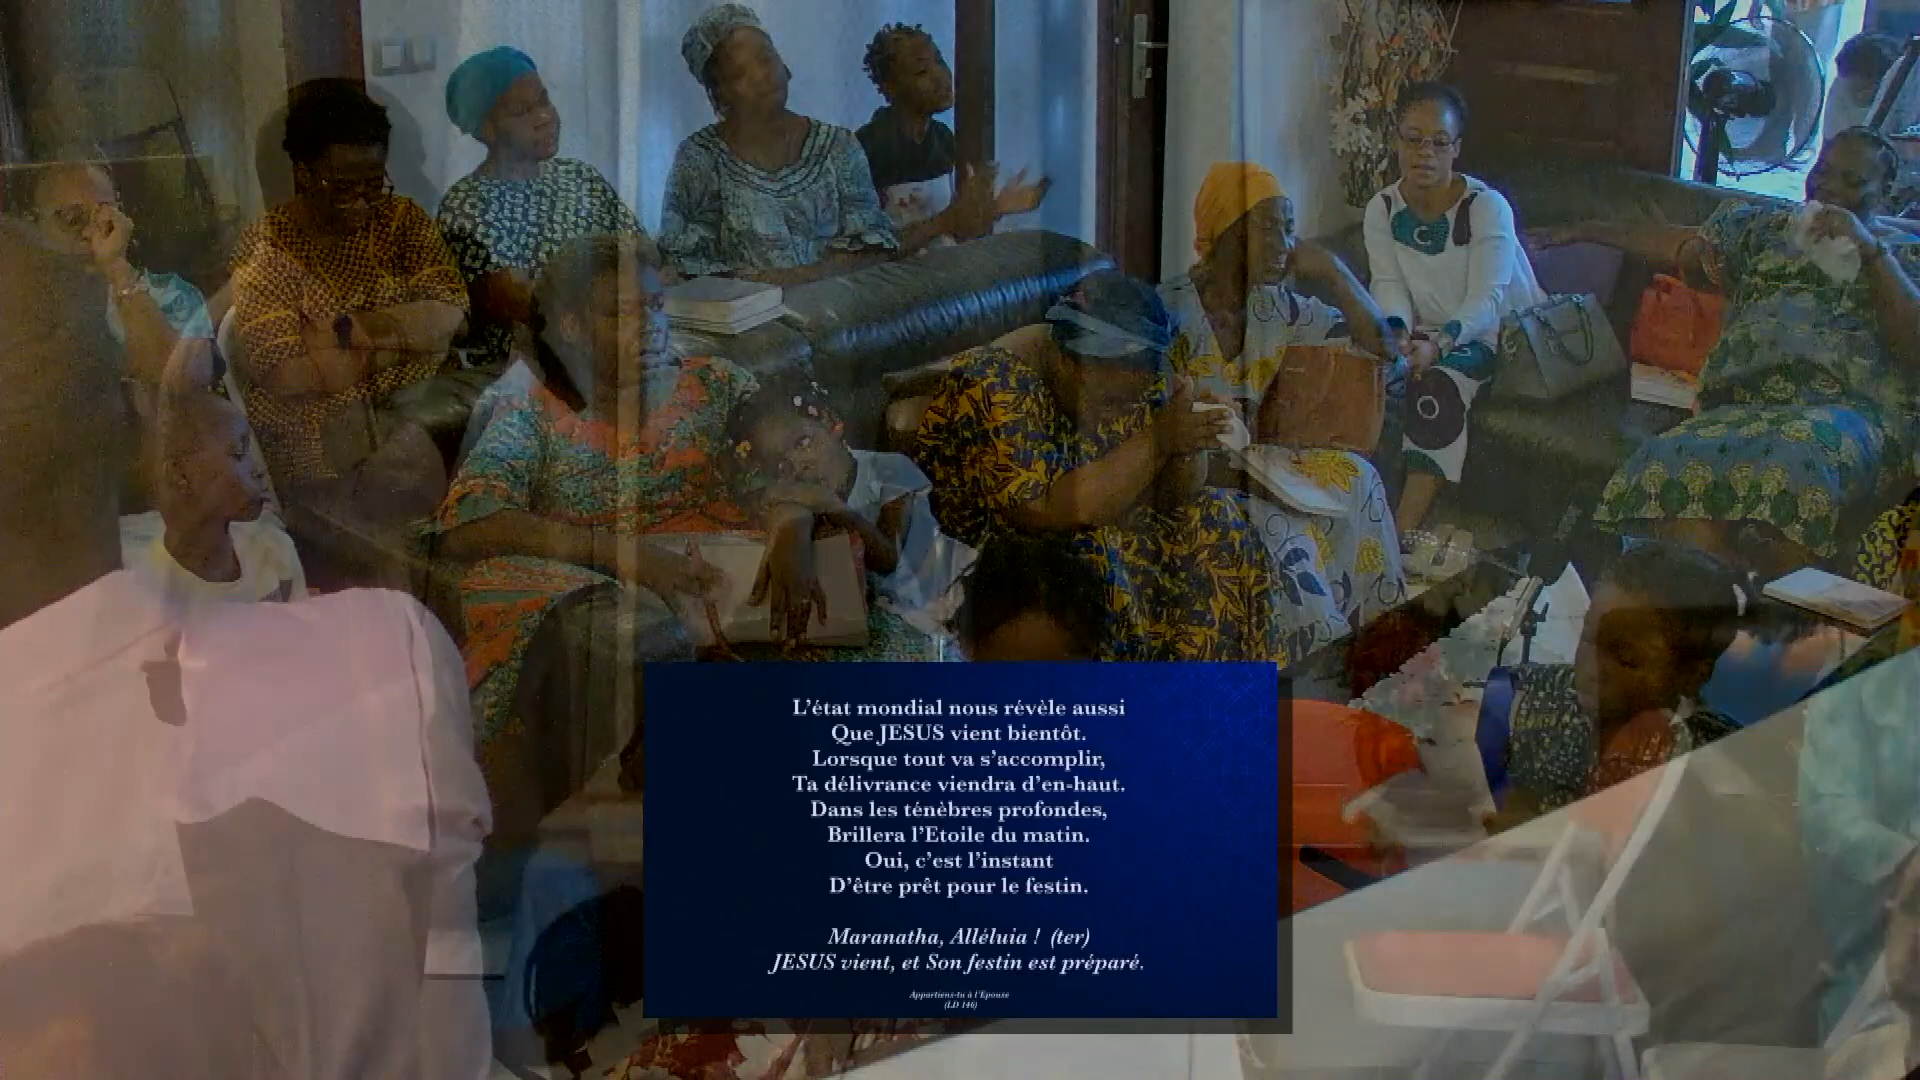 L’état mondial nous révèle aussi
Que JESUS vient bientôt.
Lorsque tout va s’accomplir,
Ta délivrance viendra d’en-haut.
Dans les ténèbres profondes,
Brillera l’Etoile du matin.
Oui, c’est l’instant
D’être prêt pour le festin.
Maranatha, Alléluia ! (ter)
JESUS vient, et Son festin est préparé.
Appartiens-tu à l’Epouse
(LD 146)